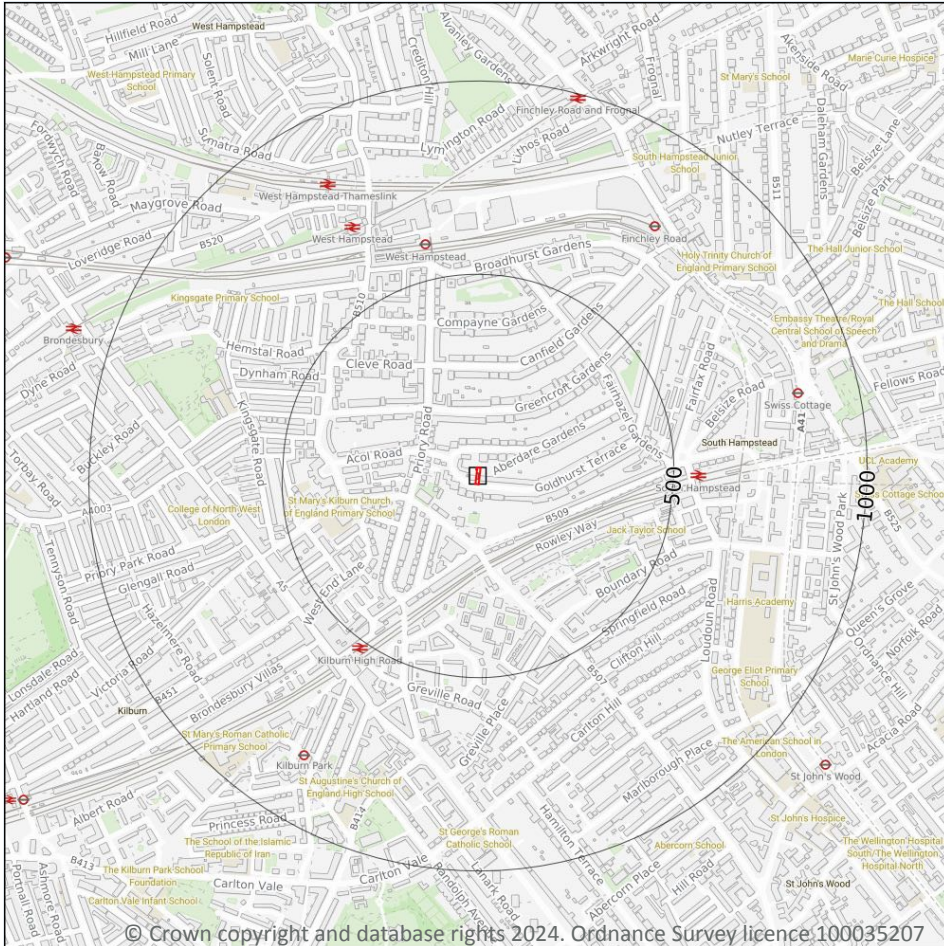 Hillfield Road
West Hampstead
Mill Lane
Alvanley Gardens
Arkwright Road
Akenside Road
Solent Road
Crediton Hill
Frognal
St Mary's School
Marie Curie Hospice
West Hampstead Primary
School
Finchley Road and Frognal
Daleham Gardens
Belsize Lane
Fordwych Road
Barlow Road
Sumatra Road
Lymington Road
Lithos Road
Nutley Terrace
South Hampstead Junior
School
B511
Belsize Park
West Hampstead Thameslink
Maygrove Road
Loveridge Road
B520
West Hampstead
West Hampstead
Finchley Road
The Hall Junior School
Broadhurst Gardens
Holy Trinity Church of
England Primary School
Kingsgate Primary School
B510
The Hall School
Compayne Gardens
Embassy Theatre/Royal
Central School of Speech
and Drama
Brondesbury
Hemstal Road
Canfield Gardens
Dyne Road
Dynham Road
Cleve Road
Fairfax Road
Fellows Road
Greencroft Gardens
Fairhazel Gardens
Belsize Road
Swiss Cottage
Torbay Road
Buckley Road
Kingsgate Road
Priory Road
A41
South Hampstead
Acol Road
Aberdare Gardens
Goldhurst Terrace
UCL Academy
South Hampstead
500
1000
Swiss Cottage School
A4003
College of North West
London
St Mary's Kilburn Church
of England Primary School
B509
Rowley Way
Jack Taylor School
B525
St John's Wood Park
Tennyson Road
Priory Park Road
Glengall Road
A5
West End Lane
Boundary Road
Harris Academy
Queen's Grove
Norfolk Road
Hazelmere Road
Springfield Road
Loudoun Road
Ordnance Hill
Lonsdale Road
Hartland Road
Victoria Road
Kilburn High Road
Clifton Hill
B507
George Eliot Primary
School
Kilburn
B451
Brondesbury Villas
Greville Road
Carlton Hill
Acacia Road
St Mary's Roman Catholic
Primary School
Greville Place
The American School in
London
Kilburn Park
Marlborough Place
St John's Wood
St Augustine's Church of
England High School
Albert Road
Hamilton Terrace
Princess Road
B414
St George's Roman
Catholic School
Abercorn School
St John's Hospice
The School of the Islamic
Republic of Iran
The Wellington Hospital
South/The Wellington
Hospital North
B413
Portnall Road
Ashmore Road
The Kilburn Park School
Foundation
Carlton Vale
Carlton Vale
Randolph Ave
Lanark Road
Abercorn Place
Hill Road
St John's Wood
Carlton Vale Infant School
© Crown copyright and database rights 2024. Ordnance Survey licence 100035207